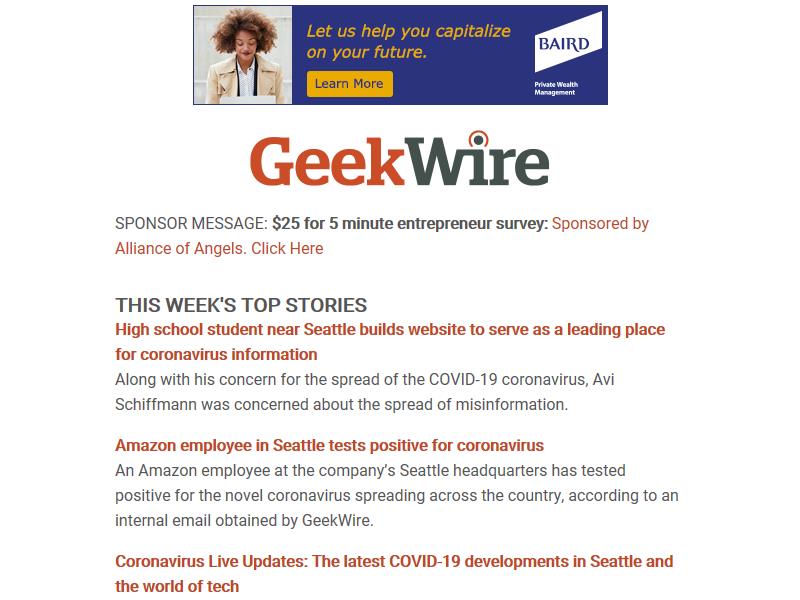 Let us help you capitalize
on your future.
Learn More
BAIRD
Private Wealth
Management
GeekWire
SPONSOR MESSAGE: $25 for 5 minute entrepreneur survey: Sponsored by
Alliance of Angels. Click Here
THIS WEEK'S TOP STORIES
High school student near Seattle builds website to serve as a leading place
for coronavirus information
Along with his concern for the spread of the COVID-19 coronavirus, Avi
Schiffmann was concerned about the spread of misinformation.
Amazon employee in Seattle tests positive for coronavirus
An Amazon employee at the company’s Seattle headquarters has tested
positive for the novel coronavirus spreading across the country, according to an
internal email obtained by GeekWire.
Coronavirus Live Updates: The latest COVID-19 developments in Seattle and
the world of tech